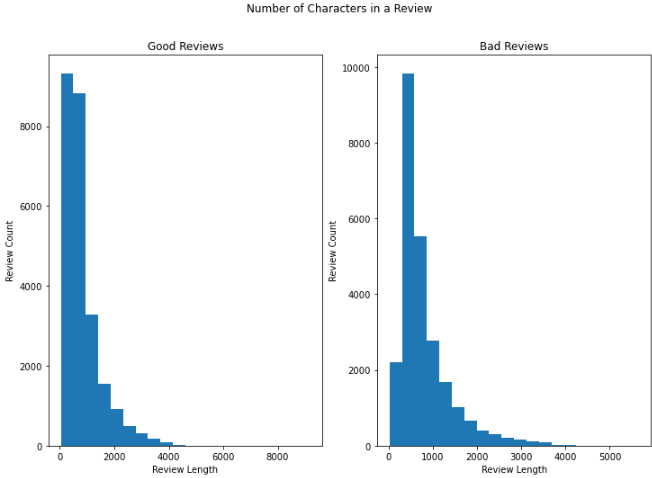 Number of Characters in a Review
Good Reviews
Bad Reviews
Review Count
8000
6000
4000
2000
0
0 2000 4000 6000 8000
Review Length
Review Count
10000
8000
6000
4000
2000
0
0 1000 2000 3000 4000 5000
Review Length